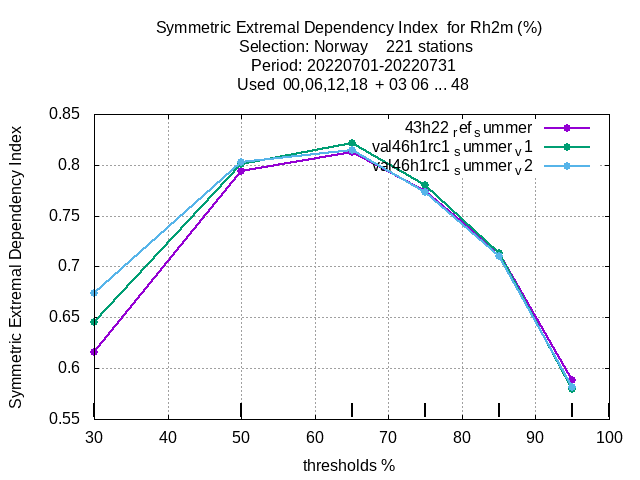 Symmetric Extremal Dependency Index  for Rh2m (%)
Selection: Norway    221 stations
Period: 20220701-20220731
Used  00,06,12,18  + 03 06 ... 48
43h22 ref summer
val46h1rc1 summer v1
val46h1rc1 summer v2
Symmetric Extremal Dependency Index
0.85
0.8
0.75
0.7
0.65
0.6
0.55
30 40 50 60 70 80 90 100
thresholds %